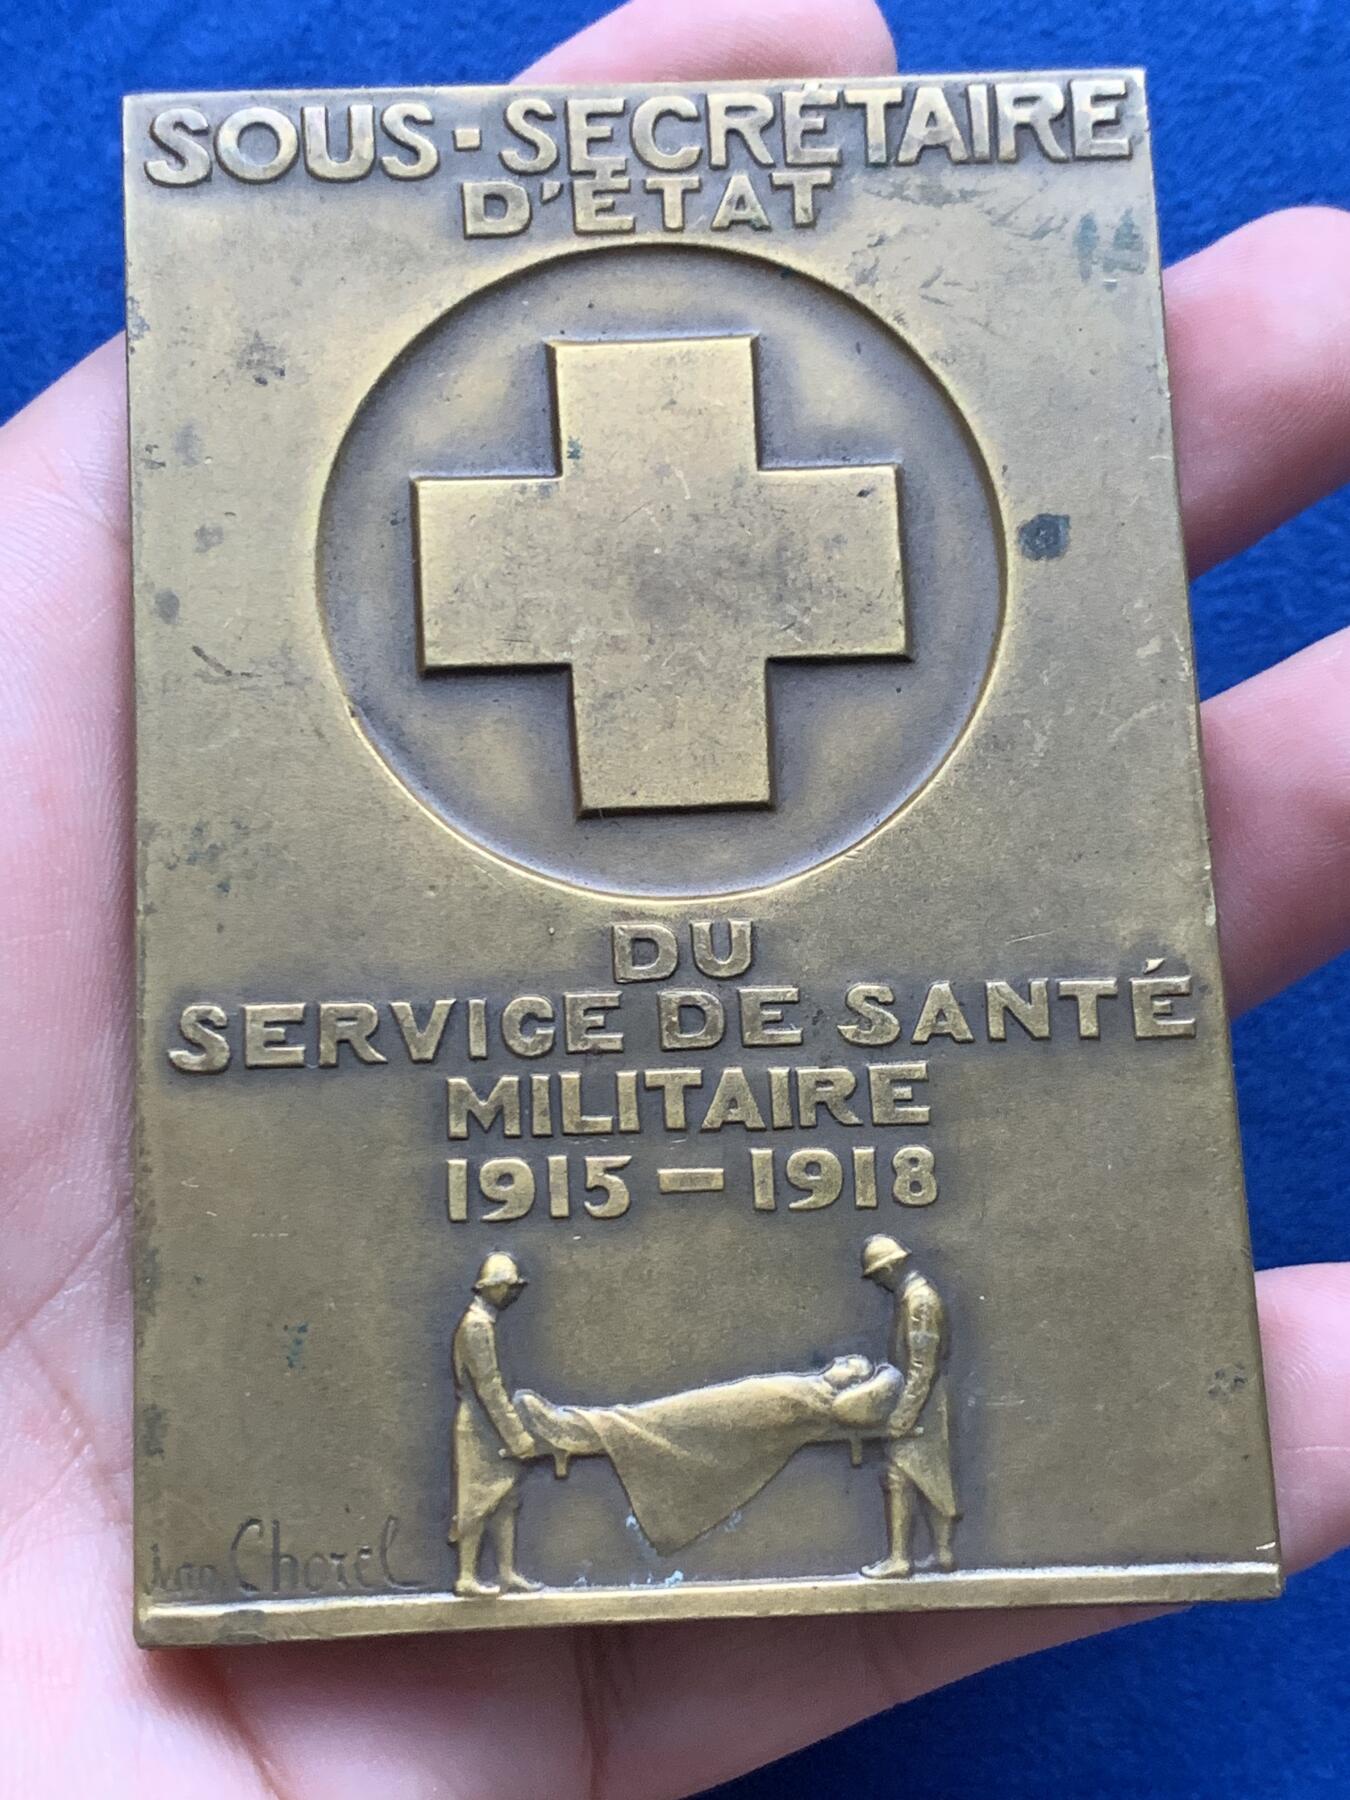 SOUS-SECRÉTAIRE
D'ÉTAT
DU
SERVICE DE SANTÉ
MILITAIRE
1915-1918
Chorel